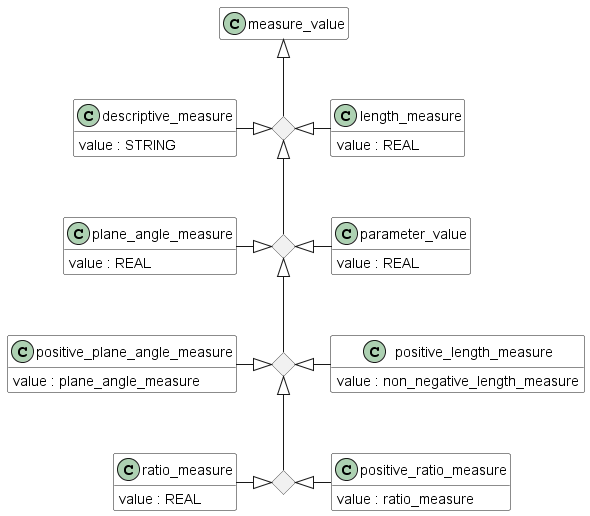 C measure_value
C descriptive_measure
value : STRING
C length_measure
value : REAL
C plane_angle_measure
value : REAL
C parameter_value
value : REAL
C positive_plane_angle_measure
value : plane_angle_measure
C positive_length_measure
value : non_negative_length_measure
C ratio_measure
value : REAL
C positive_ratio_measure
value : ratio_measure